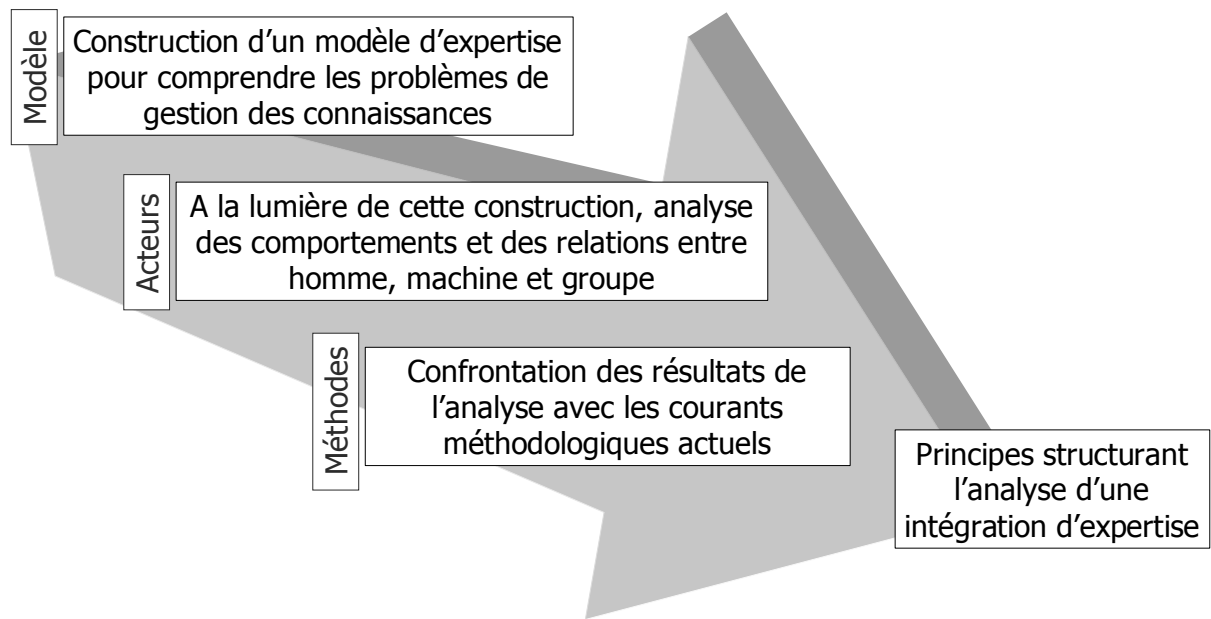 Modèle
Construction d’un modèle d’expertise
pour comprendre les problèmes de
gestion des connaissances
Acteurs
A la lumière de cette construction, analyse
des comportements et des relations entre
homme, machine et groupe
Méthodes
Confrontation des résultats de
l’analyse avec les courants
méthodologiques actuels
Principes structurant
l’analyse d’une
intégration d’expertise